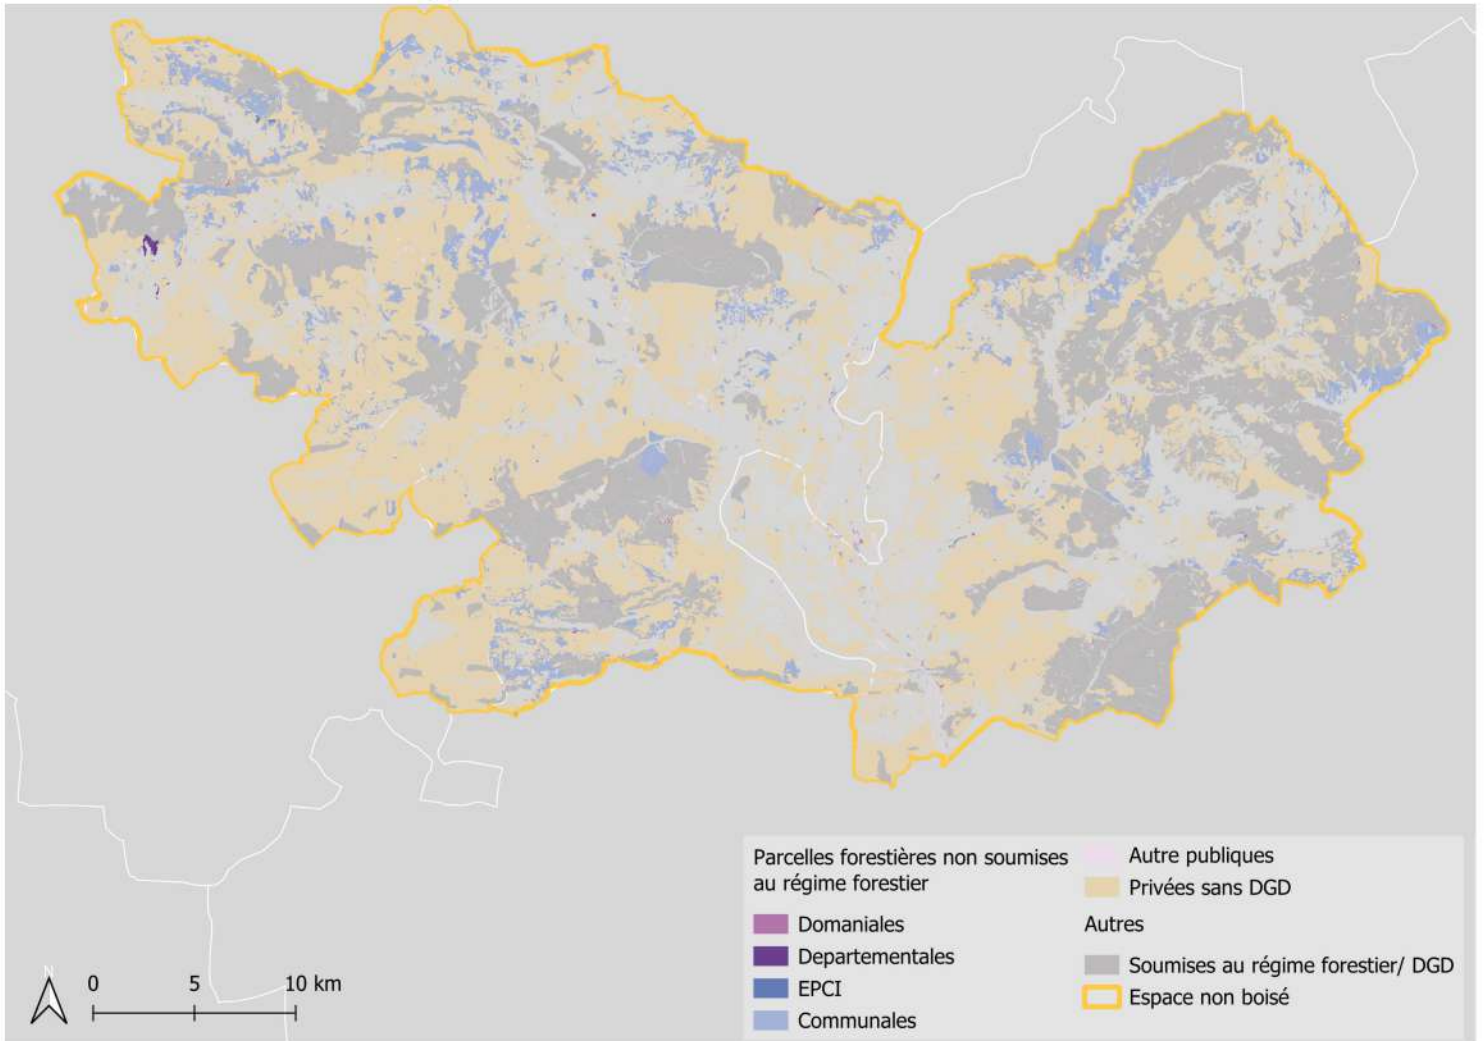 Parcelles forestières non soumises
au régime forestier
Domaniales
Departementales
EPCI
Communales
Autre publiques
Privées sans DGD
Autres
Soumises au régime forestier/ DGD
Espace non boisé
N
0 5 10 km